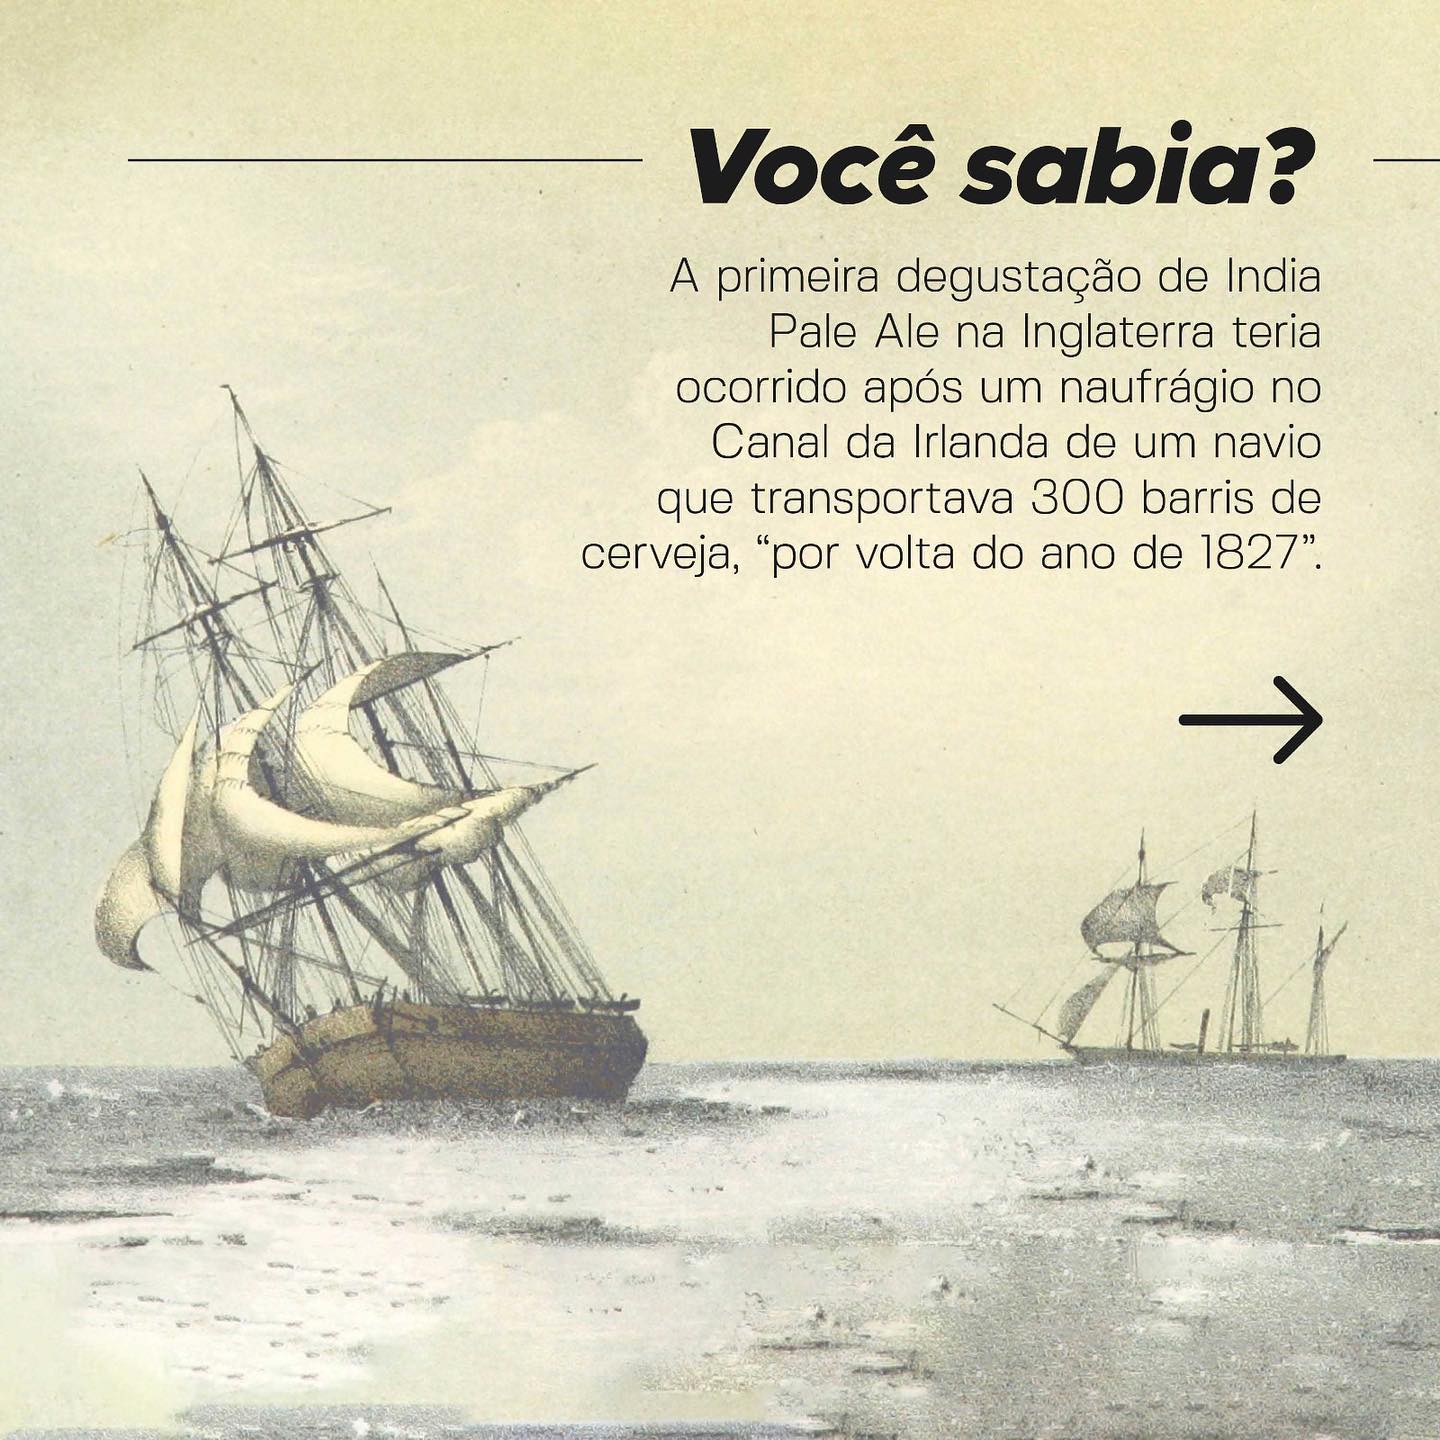 Você sabia?
A primeira degustação de India
Pale Ale na Inglaterra teria
ocorrido após um naufrágio no
Canal da Irlanda de um navio
que transportava 300 barris de
cerveja, “por volta do ano de 1827”.